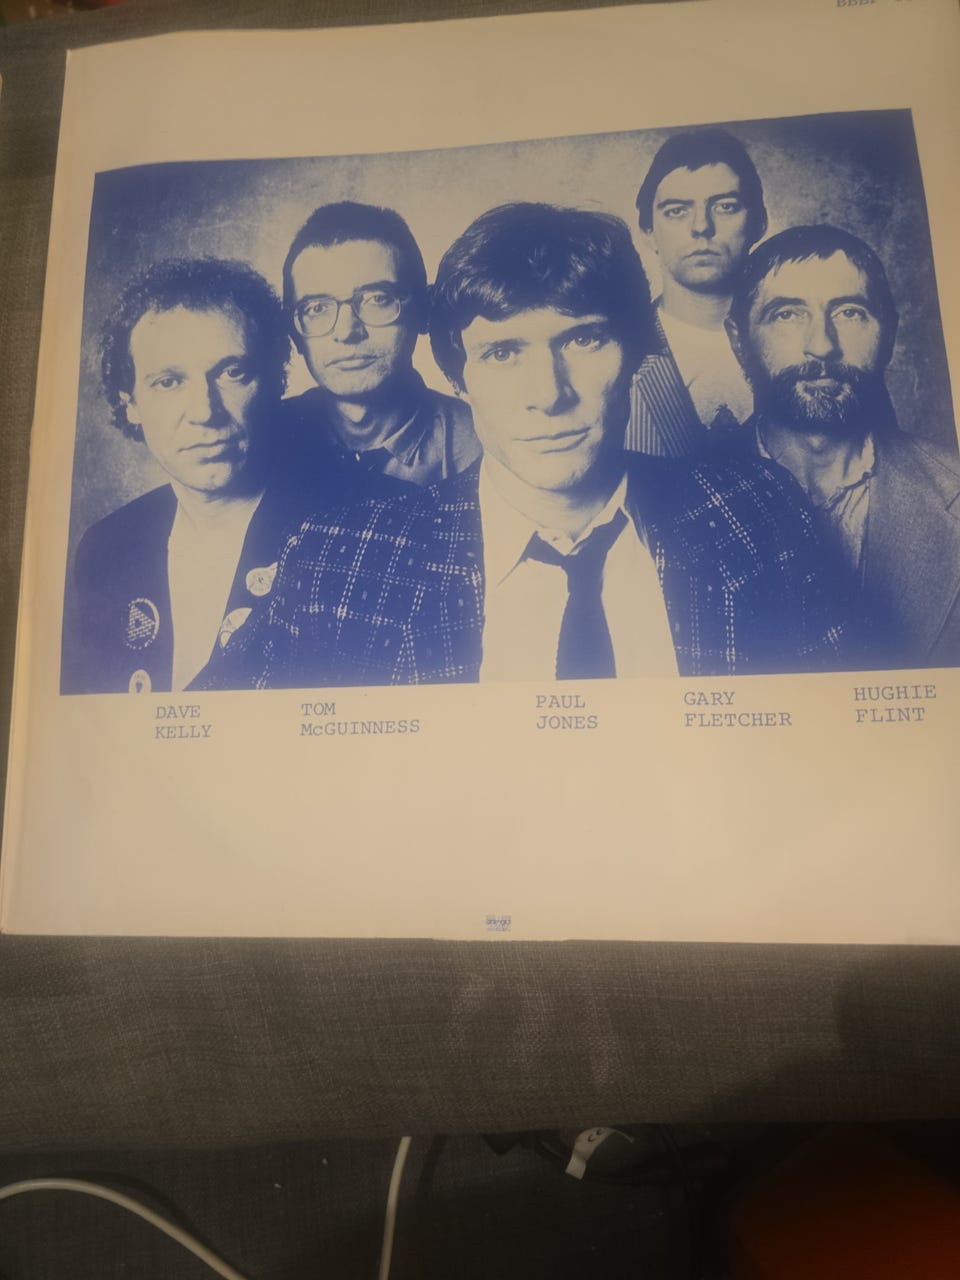 DAVE
KELLY
TOM
McGUINNESS
PAUL
JONES
GARY
FLETCHER
HUGHIE
FLINT